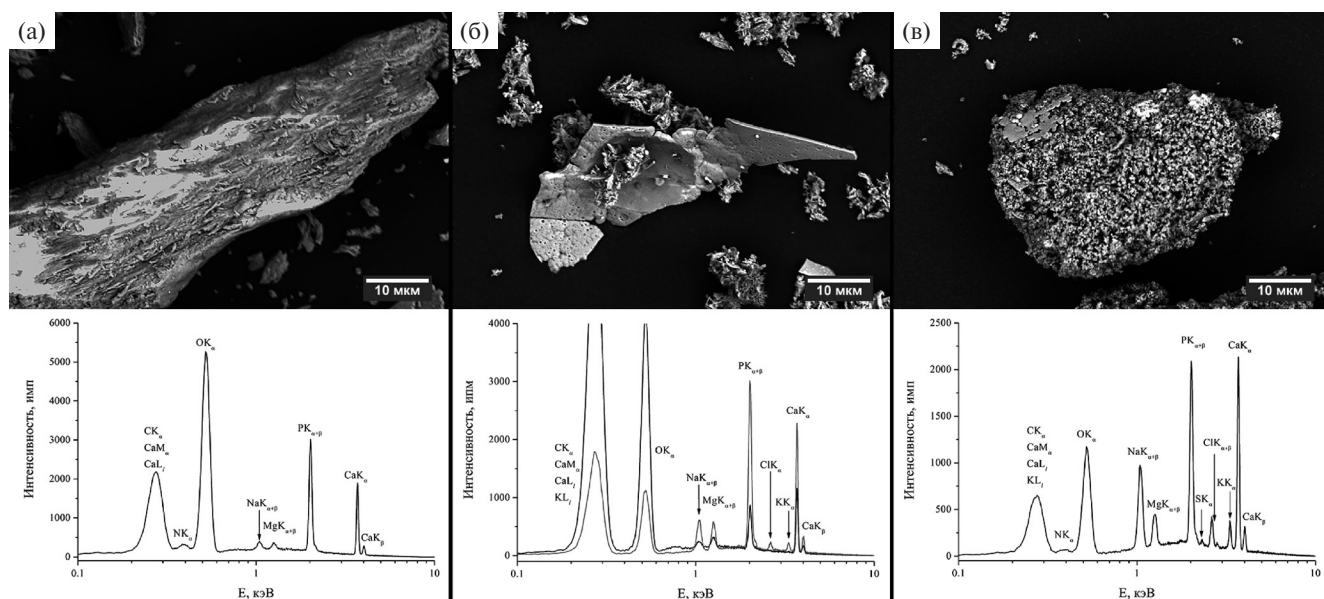 (а)
10 мкм
(б)
10 мкм
(в)
10 мкм
6000
5000
4000
3000
2000
1000
0
Интенсивность, имп
OKα
CKα
CaMα
CaLl
NKα
NaKα+β
MgKα+β
PKα+β
CaKα
CaKβ
0.1
1
10
E, кэВ
4000
3000
2000
1000
0
Интенсивность, ипм
CKα
CaMα
CaLl
KLl
OKα
NaKα+β
MgKα+β
PKα+β
ClKα
KKα
CaKα
CaKβ
0.1
1
10
E, кэВ
2500
2000
1500
1000
500
0
Интенсивность, имп
CKα
CaMα
CaLl
KLl
NKα
OKα
NaKα+β
MgKα+β
PKα+β
SKα
ClKα+β
KKα
CaKα
CaKβ
0.1
1
10
E, кэВ